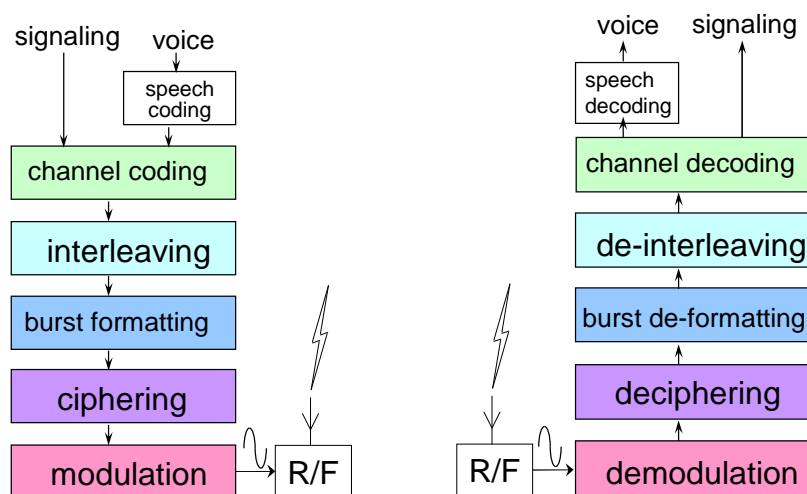 signaling
voice
speech
coding
channel coding
interleaving
burst formatting
ciphering
modulation
R/F
voice
signaling
speech
decoding
channel decoding
de-interleaving
burst de-formatting
deciphering
R/F
demodulation